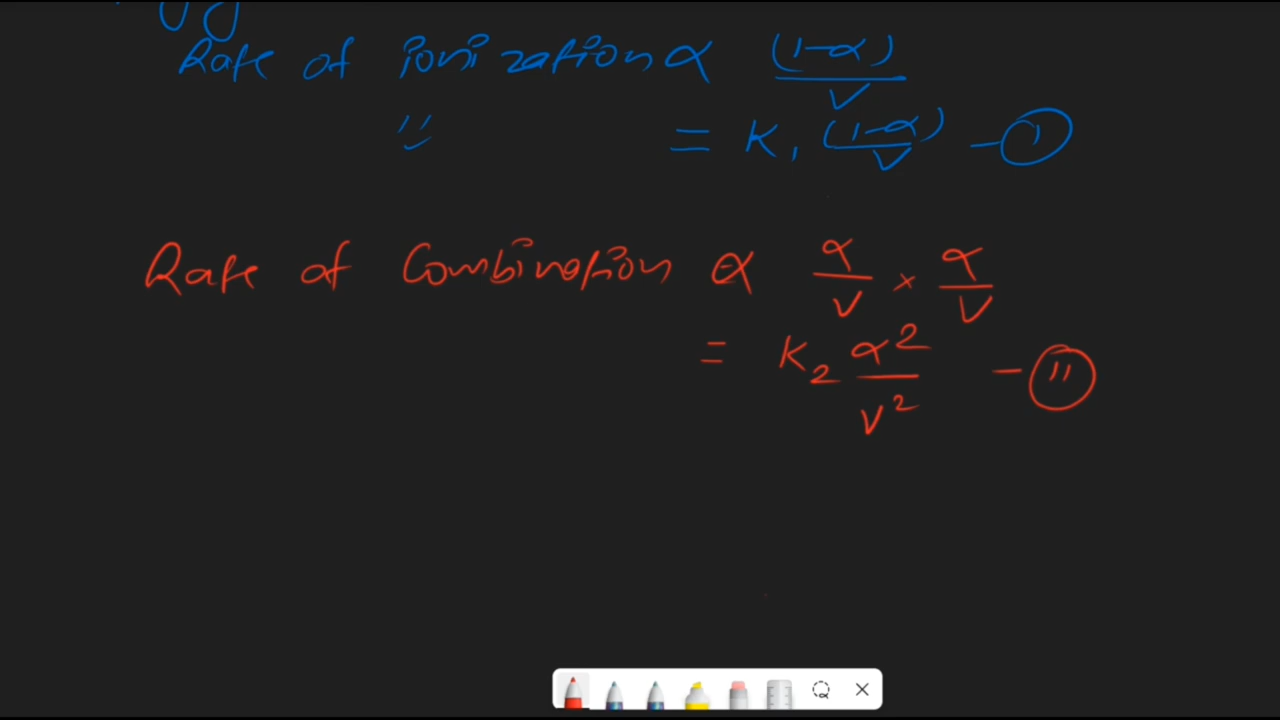 Rate of ionization ∝ (1-α)/V
" = K₁ (1-α)/V - (I)
Rate of Combination ∝ α/V × α/V
= K₂ α²/V² - (II)